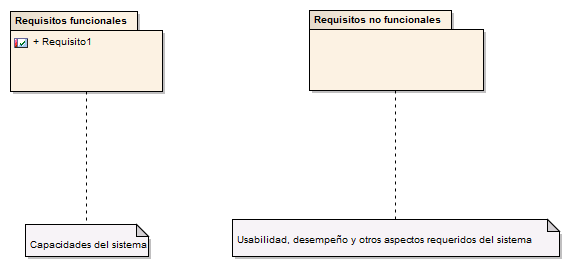 Requisitos funcionales
+ Requisito1
Requisitos no funcionales
Capacidades del sistema
Usabilidad, desempeño y otros aspectos requeridos del sistema